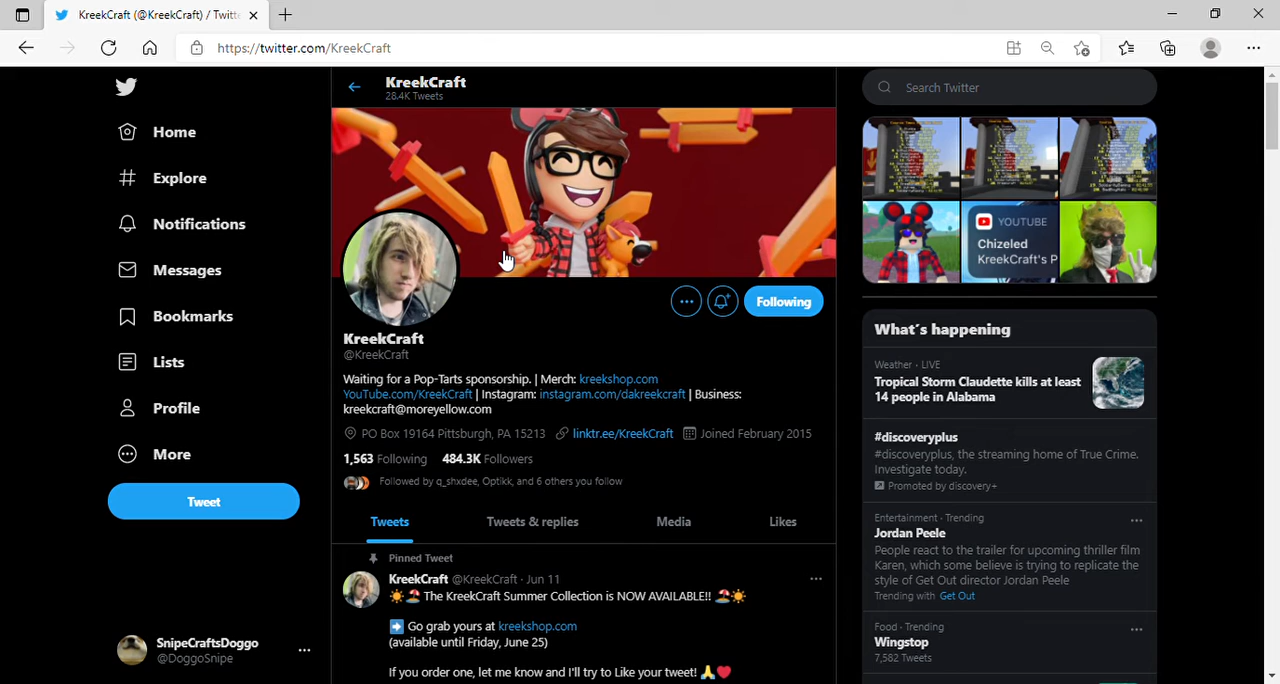 KreekCraft (@KreekCraft) / Twitte
https://twitter.com/KreekCraft
Home
Explore
Notifications
Messages
Bookmarks
Lists
Profile
More
Tweet
SnipeCraftsDoggo
@DoggoSnipe
KreekCraft
28.4K Tweets
Following
KreekCraft
@KreekCraft
Waiting for a Pop-Tarts sponsorship. | Merch: kreekshop.com
YouTube.com/KreekCraft | Instagram: instagram.com/dakreekcraft | Business:
kreekcraft@moreyellow.com
PO Box 19164 Pittsburgh, PA 15213 linktr.ee/KreekCraft Joined February 2015
1,563 Following 484.3K Followers
Followed by q_shxdee, Optikk, and 6 others you follow
Tweets Tweets & replies Media Likes
Pinned Tweet
KreekCraft @KreekCraft · Jun 11
☀️🏖️ The KreekCraft Summer Collection is NOW AVAILABLE!! 🏖️☀️
➡️ Go grab yours at kreekshop.com
(available until Friday, June 25)
If you order one, let me know and I'll try to Like your tweet! 🙏❤️
Search Twitter
YOUTUBE
Chizeled
KreekCraft's P
What's happening
Weather · LIVE
Tropical Storm Claudette kills at least
14 people in Alabama
#discoveryplus
#discoveryplus, the streaming home of True Crime.
Investigate today.
Promoted by discovery+
Entertainment · Trending
Jordan Peele
People react to the trailer for upcoming thriller film
Karen, which some believe is trying to replicate the
style of Get Out director Jordan Peele
Trending with Get Out
Food · Trending
Wingstop
7,582 Tweets